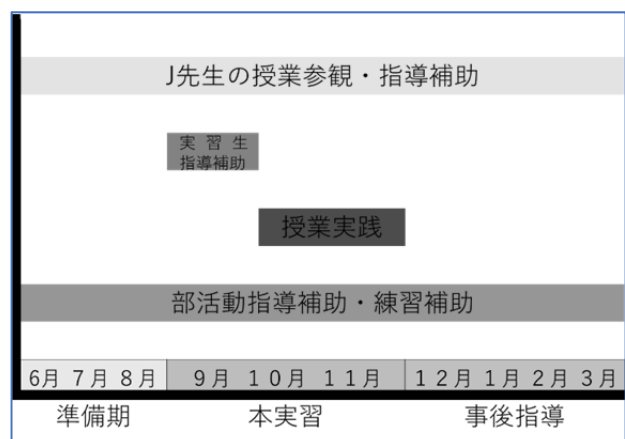 J先生の授業参観・指導補助
実習生
指導補助
授業実践
部活動指導補助・練習補助
6月 7月 8月 9月 10月 11月 12月 1月 2月 3月
準備期 本実習 事後指導